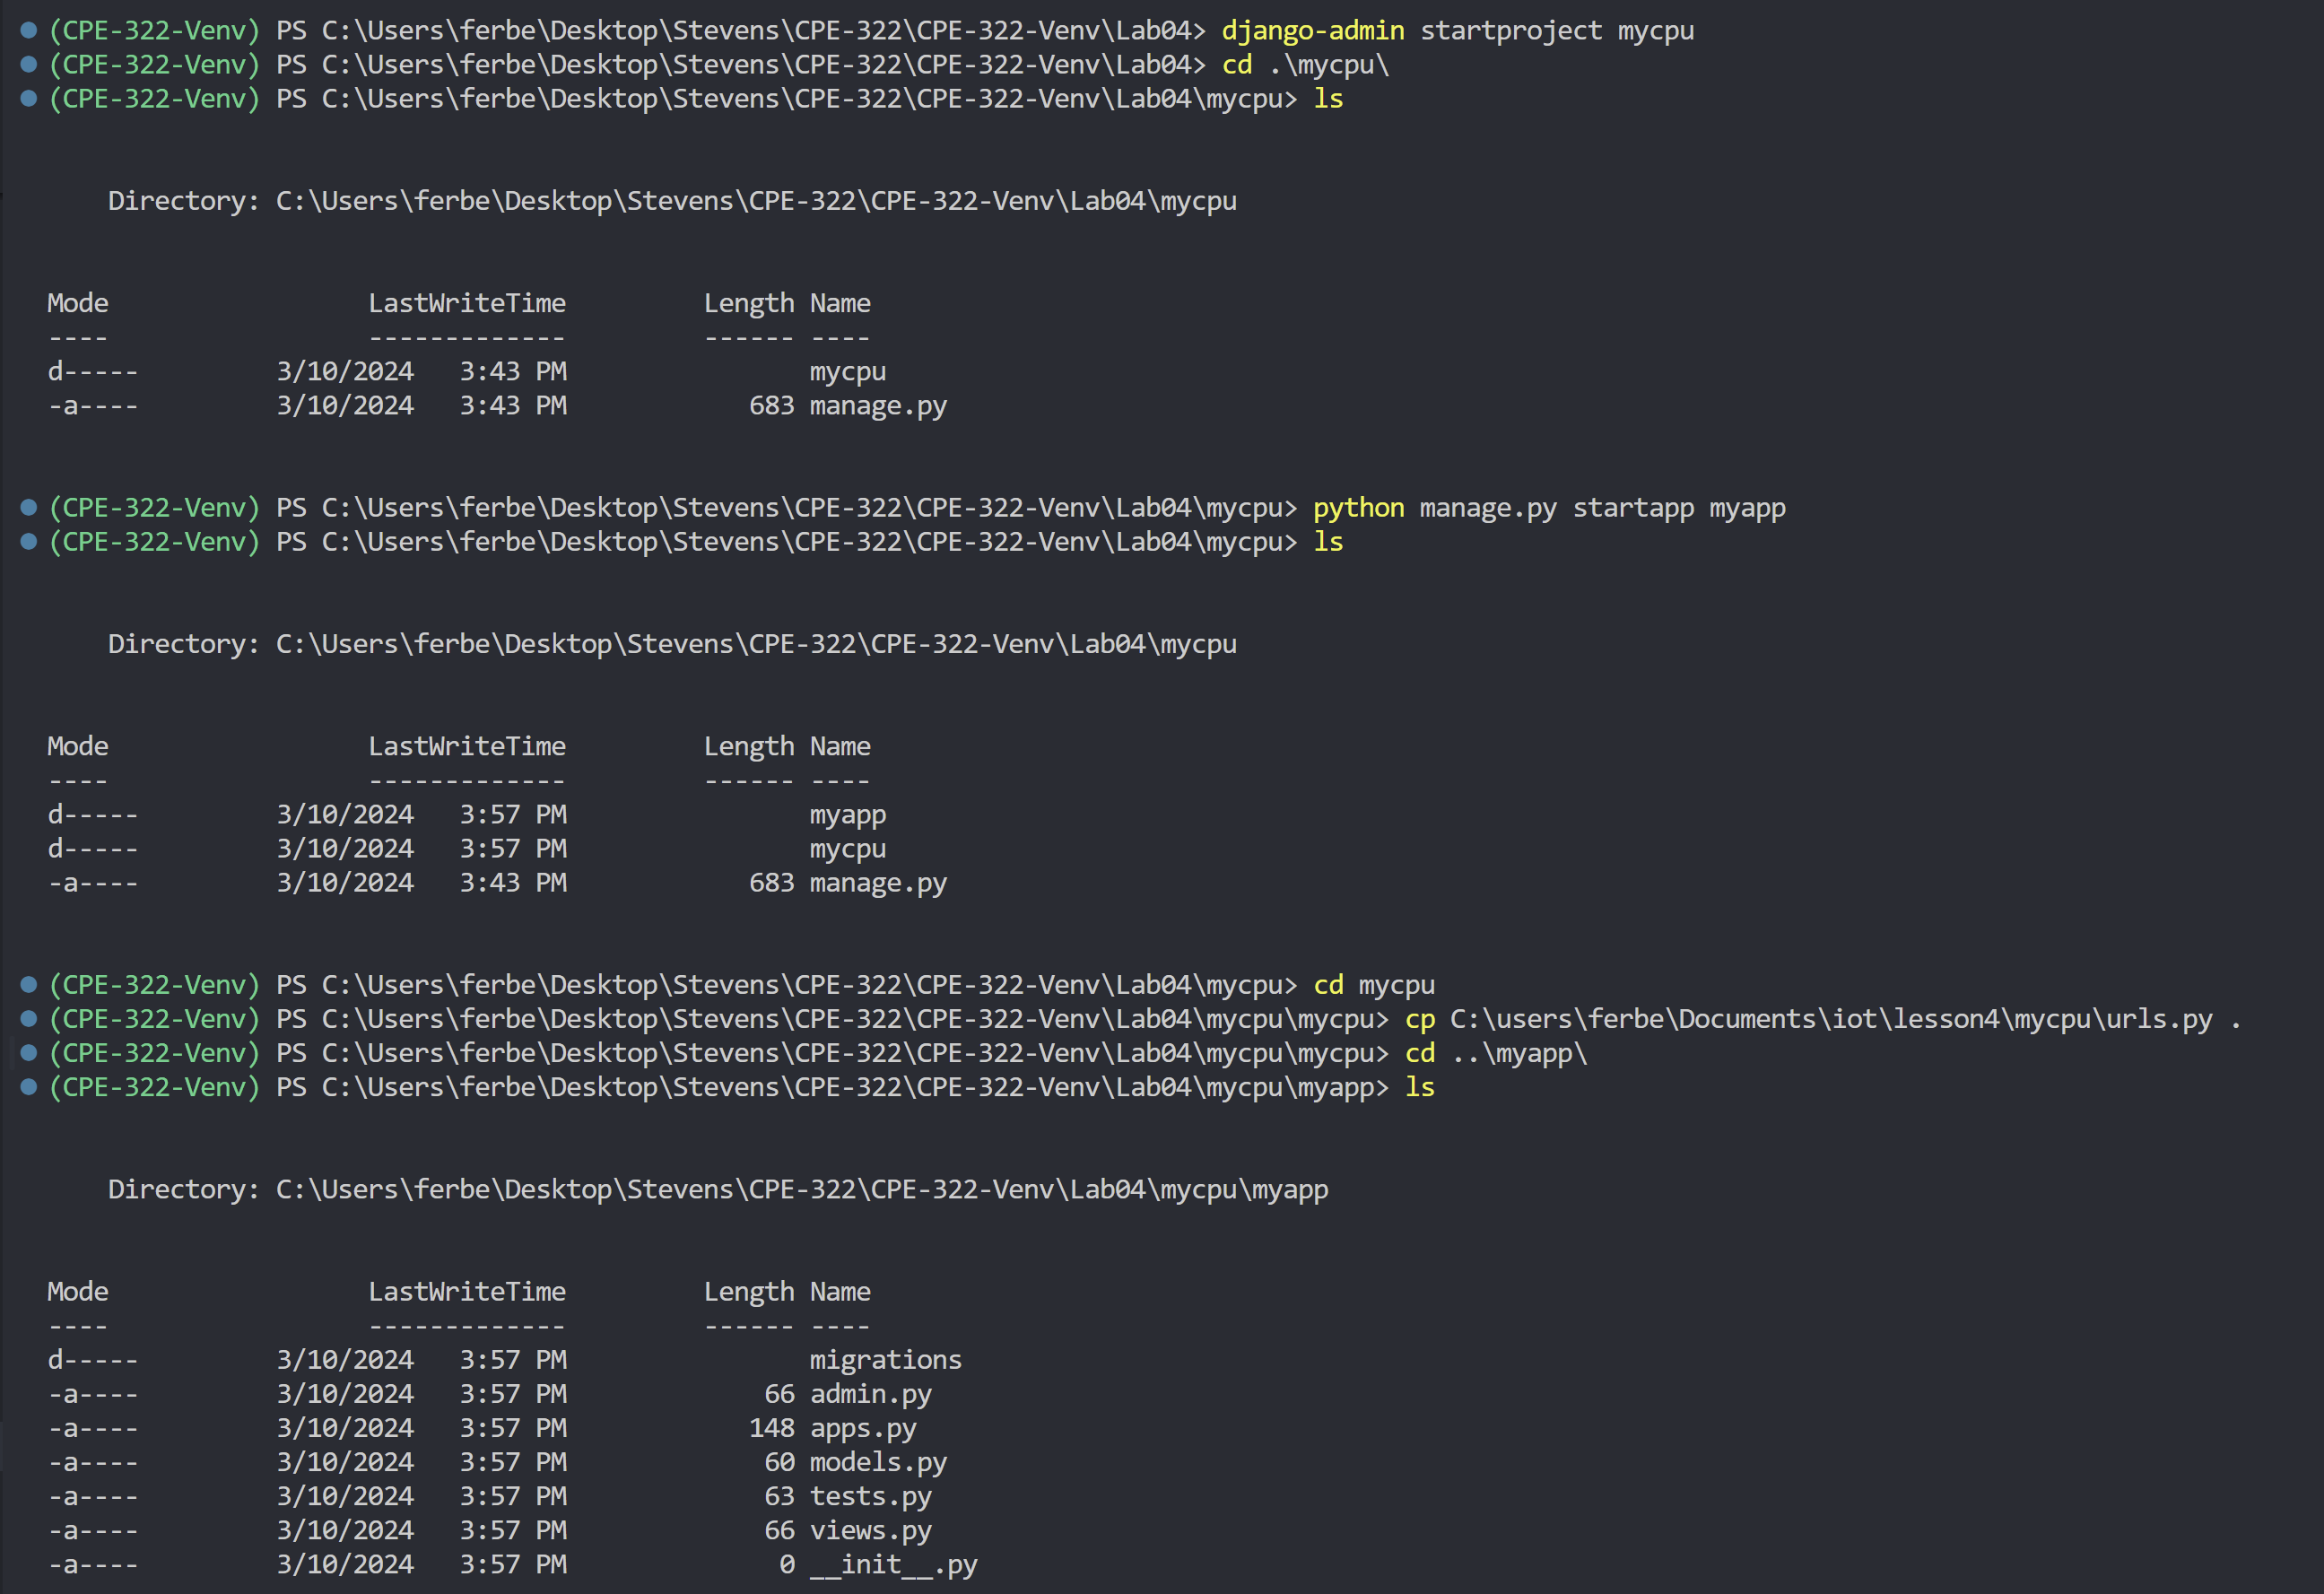 (CPE-322-Venv) PS C:\Users\ferbe\Desktop\Stevens\CPE-322\CPE-322-Venv\Lab04> django-admin startproject mycpu
(CPE-322-Venv) PS C:\Users\ferbe\Desktop\Stevens\CPE-322\CPE-322-Venv\Lab04> cd .\mycpu\
(CPE-322-Venv) PS C:\Users\ferbe\Desktop\Stevens\CPE-322\CPE-322-Venv\Lab04\mycpu> ls
Directory: C:\Users\ferbe\Desktop\Stevens\CPE-322\CPE-322-Venv\Lab04\mycpu
Mode LastWriteTime Length Name
---- ------------- ------ ----
d----- 3/10/2024 3:43 PM mycpu
-a---- 3/10/2024 3:43 PM 683 manage.py
(CPE-322-Venv) PS C:\Users\ferbe\Desktop\Stevens\CPE-322\CPE-322-Venv\Lab04\mycpu> python manage.py startapp myapp
(CPE-322-Venv) PS C:\Users\ferbe\Desktop\Stevens\CPE-322\CPE-322-Venv\Lab04\mycpu> ls
Directory: C:\Users\ferbe\Desktop\Stevens\CPE-322\CPE-322-Venv\Lab04\mycpu
Mode LastWriteTime Length Name
---- ------------- ------ ----
d----- 3/10/2024 3:57 PM myapp
d----- 3/10/2024 3:57 PM mycpu
-a---- 3/10/2024 3:43 PM 683 manage.py
(CPE-322-Venv) PS C:\Users\ferbe\Desktop\Stevens\CPE-322\CPE-322-Venv\Lab04\mycpu> cd mycpu
(CPE-322-Venv) PS C:\Users\ferbe\Desktop\Stevens\CPE-322\CPE-322-Venv\Lab04\mycpu\mycpu> cp C:\users\ferbe\Documents\iot\lesson4\mycpu\urls.py .
(CPE-322-Venv) PS C:\Users\ferbe\Desktop\Stevens\CPE-322\CPE-322-Venv\Lab04\mycpu\mycpu> cd ..\myapp\
(CPE-322-Venv) PS C:\Users\ferbe\Desktop\Stevens\CPE-322\CPE-322-Venv\Lab04\mycpu\myapp> ls
Directory: C:\Users\ferbe\Desktop\Stevens\CPE-322\CPE-322-Venv\Lab04\mycpu\myapp
Mode LastWriteTime Length Name
---- ------------- ------ ----
d----- 3/10/2024 3:57 PM migrations
-a---- 3/10/2024 3:57 PM 66 admin.py
-a---- 3/10/2024 3:57 PM 148 apps.py
-a---- 3/10/2024 3:57 PM 60 models.py
-a---- 3/10/2024 3:57 PM 63 tests.py
-a---- 3/10/2024 3:57 PM 66 views.py
-a---- 3/10/2024 3:57 PM 0 __init__.py